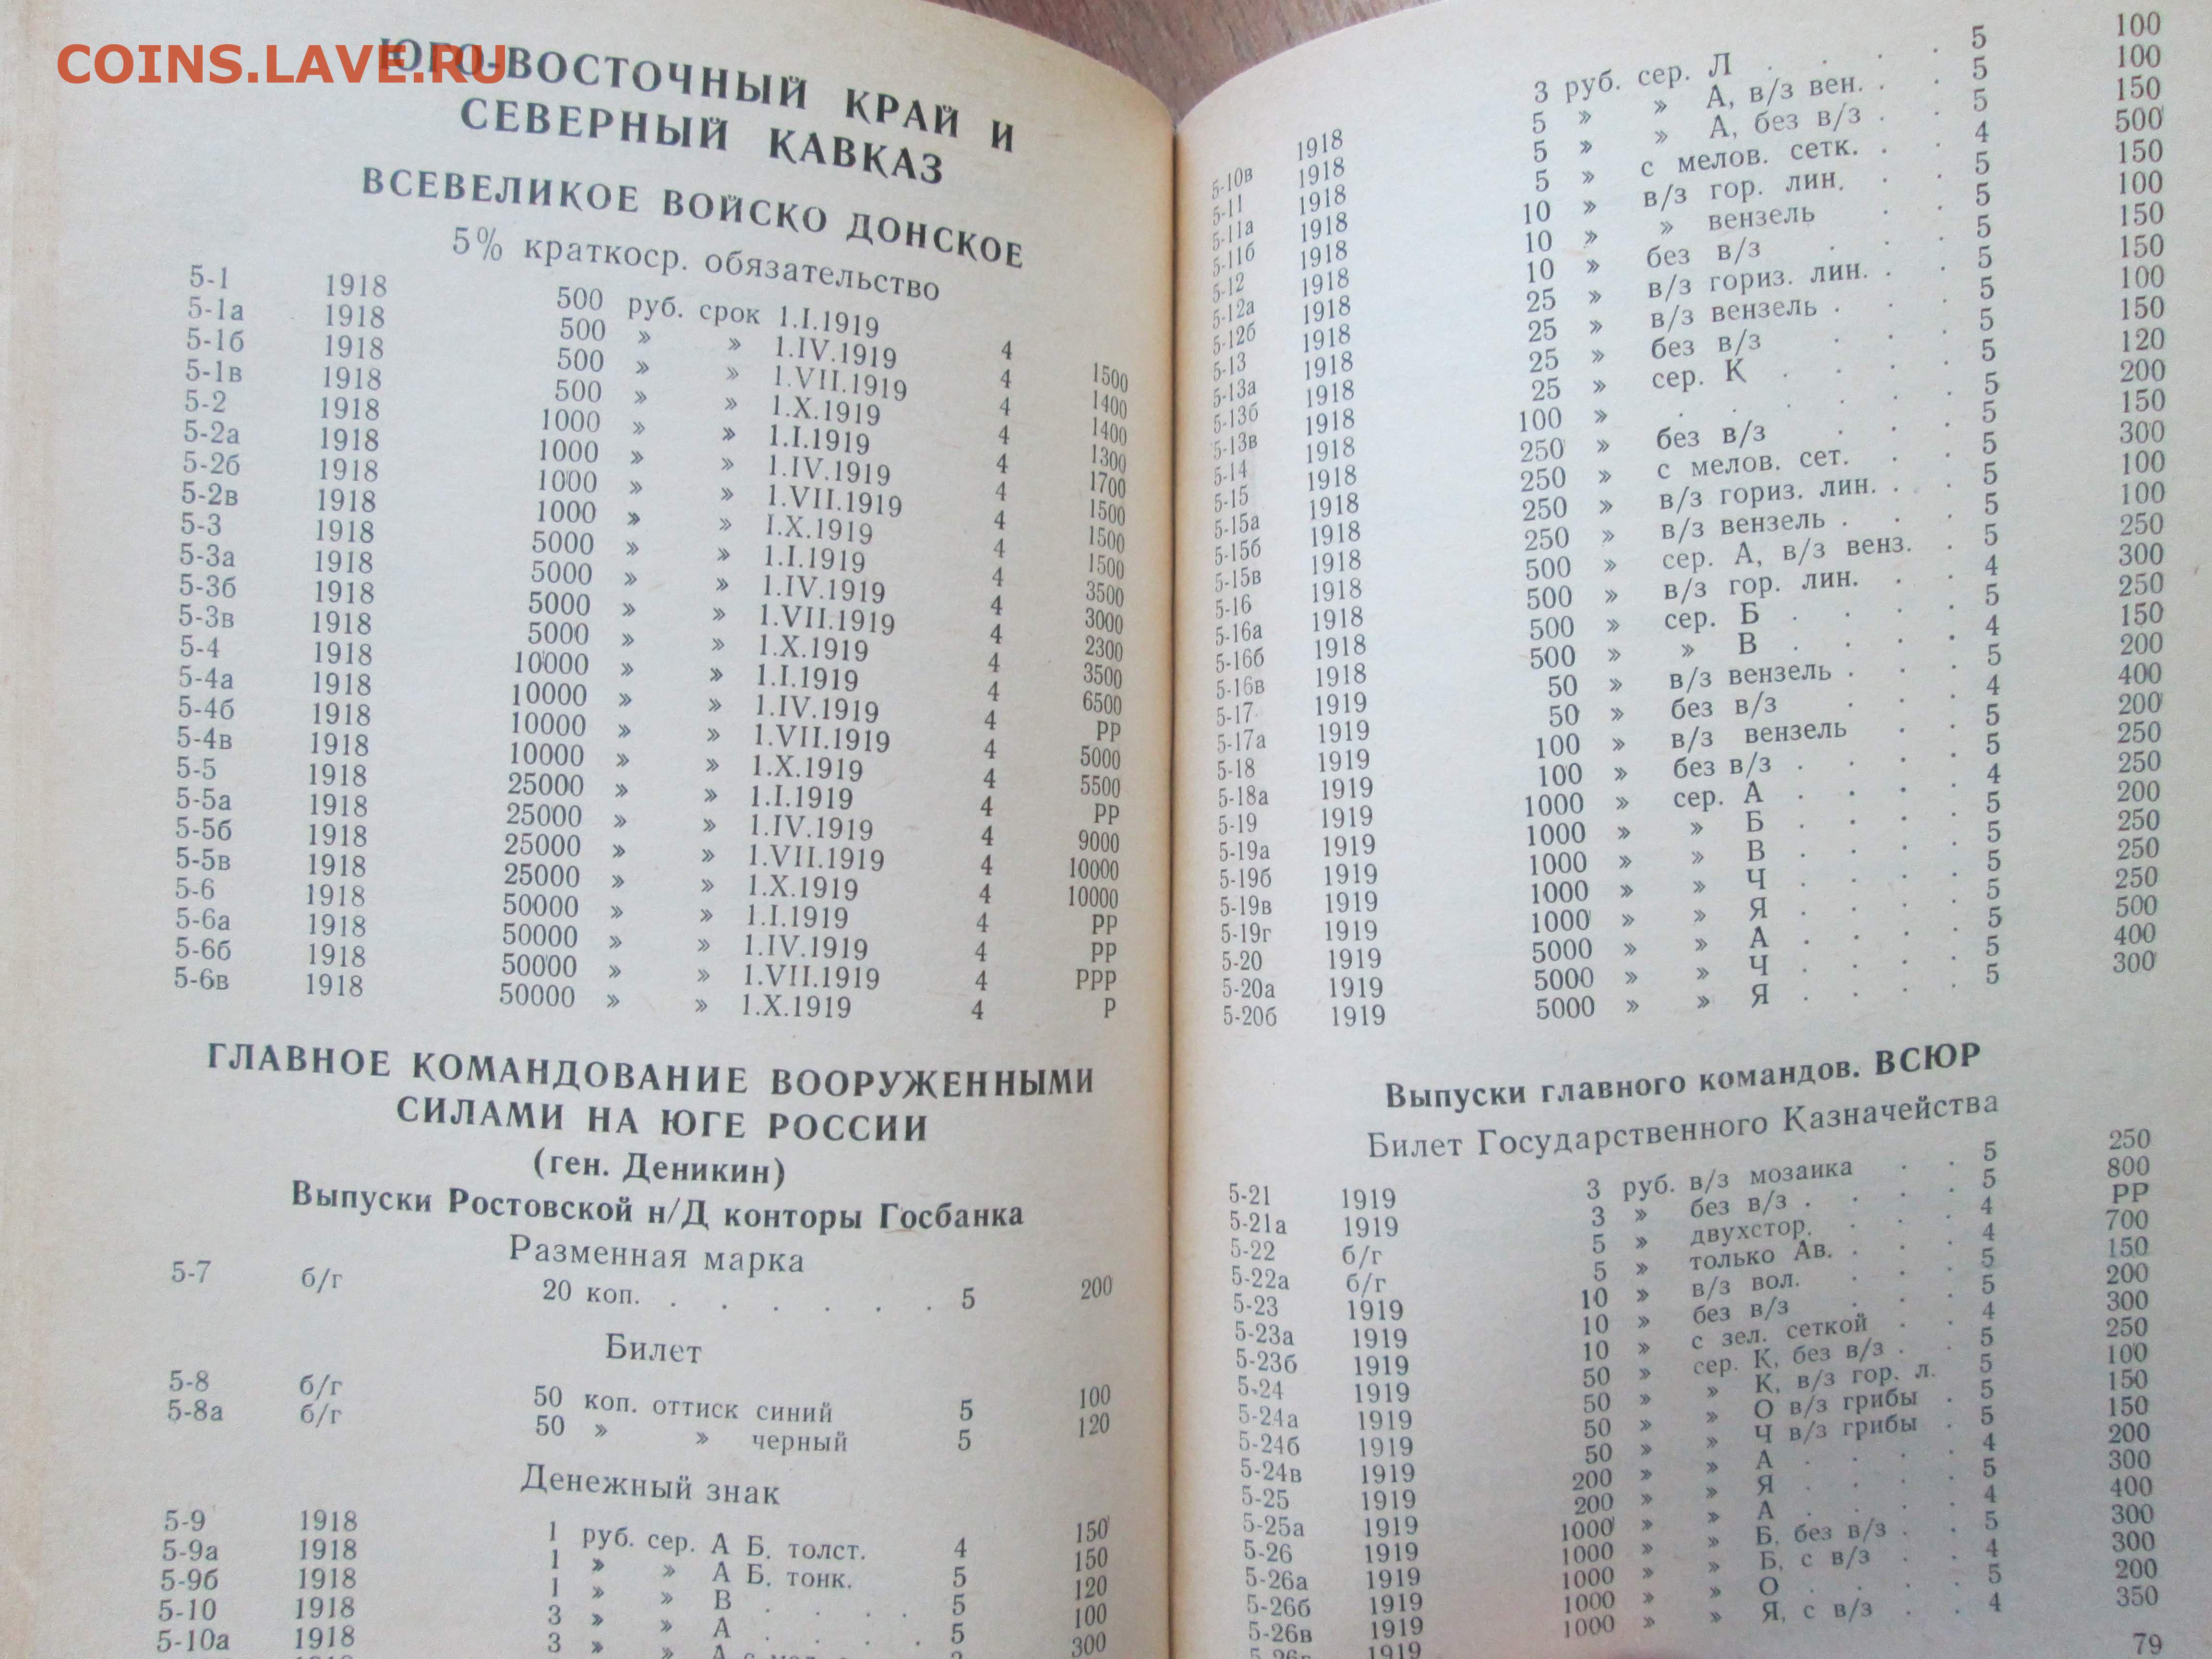 COINS.LAVE.RU
ЮГО-ВОСТОЧНЫЙ КРАЙ И
СЕВЕРНЫЙ КАВКАЗ
ВСЕВЕЛИКОЕ ВОЙСКО ДОНСКОЕ
5% краткоср. обязательство
5-1 1918 500 руб. срок 1.I.1919 4 1500
5-1а 1918 500 » » 1.IV.1919 4 1400
5-1б 1918 500 » » 1.VII.1919 4 1400
5-1в 1918 500 » » 1.X.1919 4 1300
5-2 1918 1000 » » 1.I.1919 4 1700
5-2а 1918 1000 » » 1.IV.1919 4 1500
5-2б 1918 1000 » » 1.VII.1919 4 1500
5-2в 1918 1000 » » I.X.1919 4 1500
5-3 1918 5000 » » 1.I.1919 4 3500
5-3а 1918 5000 » » 1.IV.1919 4 3000
5-3б 1918 5000 » » 1.VII.1919 4 2300
5-3в 1918 5000 » » 1.X.1919 4 3500
5-4 1918 10000 » » 1.I.1919 4 6500
5-4а 1918 10000 » » 1.IV.1919 4 РР
5-4б 1918 10000 » » 1.VII.1919 4 5000
5-4в 1918 10000 » » 1.X.1919 4 5500
5-5 1918 25000 » » 1.I.1919 4 РР
5-5а 1918 25000 » » 1.IV.1919 4 9000
5-5б 1918 25000 » » 1.VII.1919 4 10000
5-5в 1918 25000 » » 1.X.1919 4 10000
5-6 1918 50000 » » 1.I.1919 4 РР
5-6а 1918 50000 » » 1.IV.1919 4 РР
5-6б 1918 50000 » » 1.VII.1919 4 РРР
5-6в 1918 50000 » » 1.X.1919 4 Р
ГЛАВНОЕ КОМАНДОВАНИЕ ВООРУЖЕННЫМИ
СИЛАМИ НА ЮГЕ РОССИИ
(ген. Деникин)
Выпуски Ростовской н/Д конторы Госбанка
Разменная марка
5-7 б/г 20 коп. . . . . . . 5 200
Билет
5-8 б/г 50 коп. оттиск синий 5 100
5-8а б/г 50 » » черный 5 120
Денежный знак
5-9 1918 1 руб. сер. А Б. толст. 4 150
5-9а 1918 1 » » А Б. тонк. 5 150
5-9б 1918 1 » » В . . . . 5 120
5-10 1918 3 » » А . . . . 5 100
5-10а 1918 3 » » 300
5-10в 1918 3 руб. сер. Л . . . . 5 100
5-11 1918 5 » » А, в/з вен. . . 5 100
5-11а 1918 5 » » А, без в/з . . 5 150
5-11б 1918 5 » с мелов. сетк. . . 4 500
5-12 1918 10 » в/з гор. лин. . . 5 150
5-12а 1918 10 » » вензель . . 5 100
5-12б 1918 10 » без в/з . . . 5 150
5-13 1918 25 » в/з гориз. лин. . . 5 150
5-13а 1918 25 » в/з вензель . . . 5 100
5-13б 1918 25 » без в/з . . . 5 150
5-13в 1918 25 » сер. К . . . . 5 120
5-14 1918 100 » . . . . . . 5 200
5-15 1918 250 » без в/з . . . 5 150
5-15а 1918 250 » с мелов. сет. . . 5 300
5-15б 1918 250 » в/з гориз. лин. . . 5 100
5-15в 1918 250 » в/з вензель . . . 5 100
5-16 1918 500 » сер. А, в/з венз. . 5 250
5-16а 1918 500 » в/з гор. лин. . . 4 300
5-16б 1918 500 » сер. Б . . . . 5 250
5-16в 1918 500 » » В . . . . 4 150
5-17 1919 50 » в/з вензель . . . 5 200
5-17а 1919 50 » без в/з . . . 4 400
5-18 1919 100 » в/з вензель . . 5 200
5-18а 1919 100 » без в/з . . . . 5 250
5-19 1919 1000 » сер. А . . . . 4 250
5-19а 1919 1000 » » Б . . . . 5 200
5-19б 1919 1000 » » В . . . . 5 250
5-19в 1919 1000 » » Ч . . . . 5 250
5-19г 1919 1000 » » Я . . . . 5 250
5-20 1919 5000 » » А . . . . 5 500
5-20а 1919 5000 » » Ч . . . . 5 400
5-20б 1919 5000 » » Я . . . . 5 300
Выпуски главного командов. ВСЮР
Билет Государственного Казначейства
5-21 1919 3 руб. в/з мозаика . . 5 250
5-21а 1919 3 » без в/з . . . . 5 800
5-22 б/г 5 » двухстор. . . . 4 РР
5-22а б/г 5 » только Ав. . . . 4 700
5-23 1919 10 » в/з вол. . . . 5 150
5-23а 1919 10 » без в/з . . . 5 200
5-23б 1919 10 » с зел. сеткой . . 4 300
5-24 1919 50 » сер. К, без в/з . . 5 250
5-24а 1919 50 » » К, в/з гор. л. 5 100
5-24б 1919 50 » » О в/з грибы . 5 150
5-24в 1919 50 » » Ч в/з грибы . 5 150
5-25 1919 200 » » А . . . . 4 200
5-25а 1919 200 » » Я . . . . 5 300
5-26 1919 1000 » » А . . . . 4 400
5-26а 1919 1000 » » Б, без в/з . . 5 300
5-26б 1919 1000 » » Б, с в/з . . 4 300
5-26в 1919 1000 » » О . . . . 5 200
5-26г 1919 1000 » » Я, с в/з . . 4 350
79